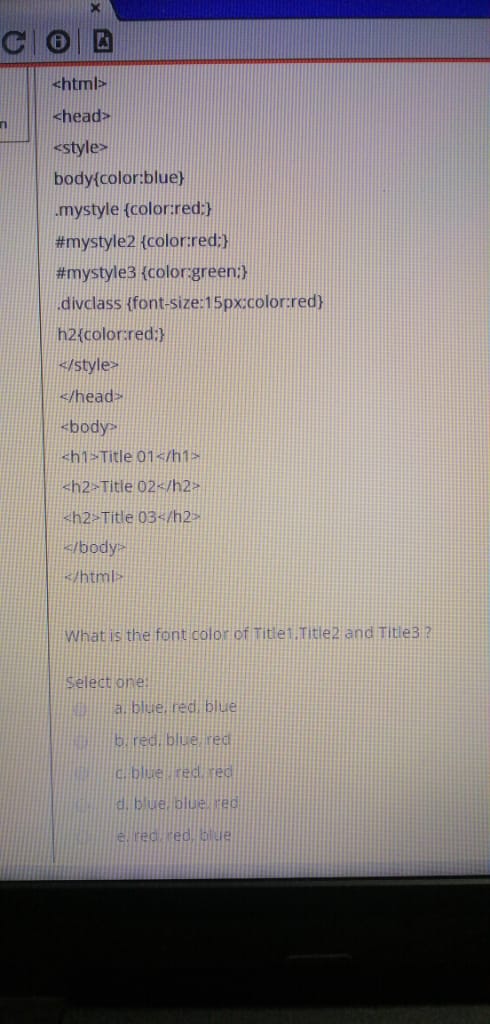 n
<html>
<head>
<style>
body{color:blue}
.mystyle {color:red;}
#mystyle2 {color:red;}
#mystyle3 {color:green;}
.divclass {font-size:15px;color:red}
h2{color:red;}
</style>
</head>
<body>
<h1>Title 01</h1>
<h2>Title 02</h2>
<h2>Title 03</h2>
</body>
</html>
What is the font color of Title1,Title2 and Title3 ?
Select one:
a. blue, red, blue
b. red, blue, red
c. blue , red, red
d. blue, blue, red
e. red, red, blue